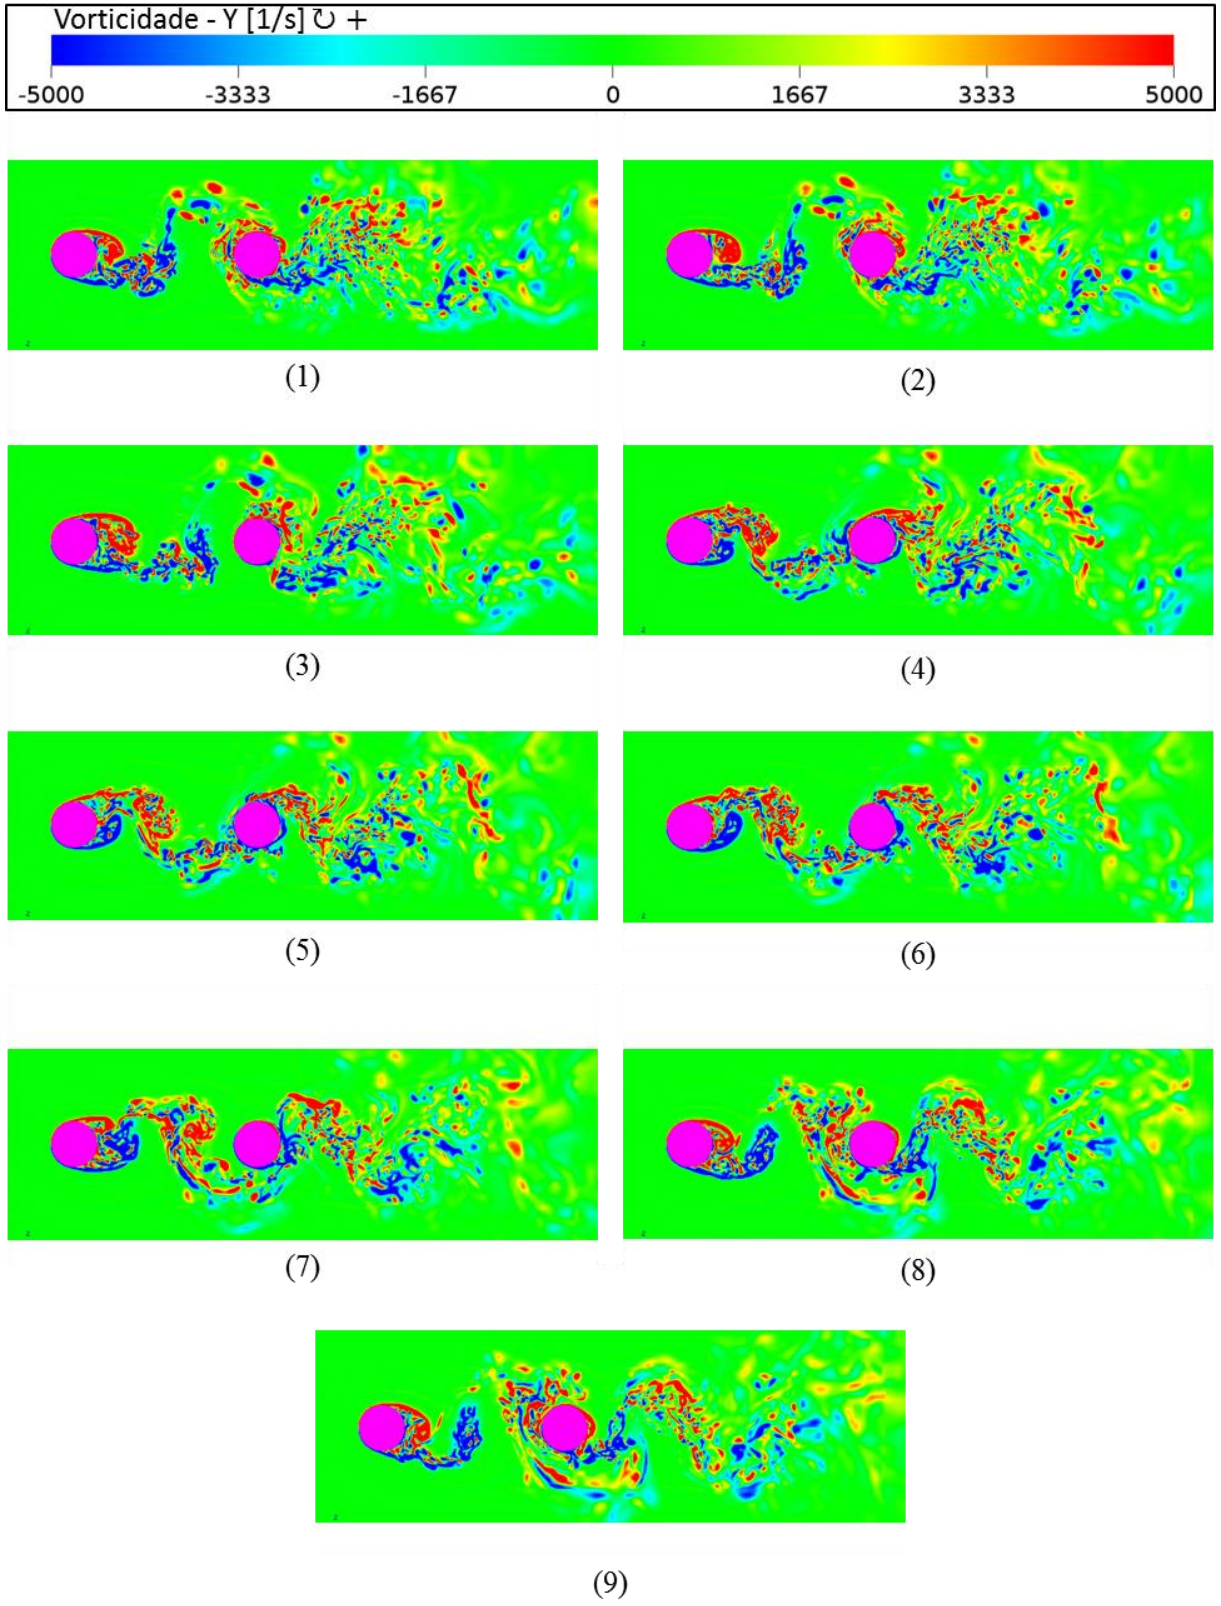 Vorticidade - Y [1/s] ↻ +
-5000 -3333 -1667 0 1667 3333 5000
(1) (2)
(3) (4)
(5) (6)
(7) (8)
(9)